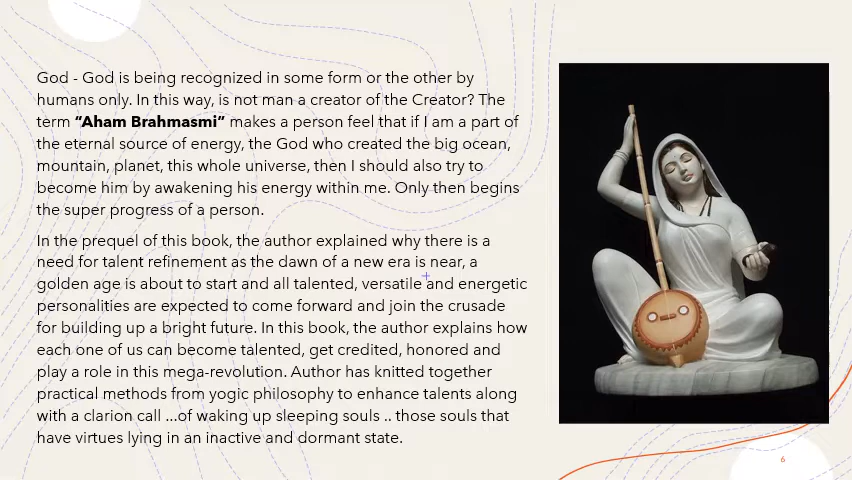 God - God is being recognized in some form or the other by
humans only. In this way, is not man a creator of the Creator? The
term “Aham Brahmasmi” makes a person feel that if I am a part of
the eternal source of energy, the God who created the big ocean,
mountain, planet, this whole universe, then I should also try to
become him by awakening his energy within me. Only then begins
the super progress of a person.
In the prequel of this book, the author explained why there is a
need for talent refinement as the dawn of a new era is near, a
golden age is about to start and all talented, versatile and energetic
personalities are expected to come forward and join the crusade
for building up a bright future. In this book, the author explains how
each one of us can become talented, get credited, honored and
play a role in this mega-revolution. Author has knitted together
practical methods from yogic philosophy to enhance talents along
with a clarion call ...of waking up sleeping souls .. those souls that
have virtues lying in an inactive and dormant state.
6